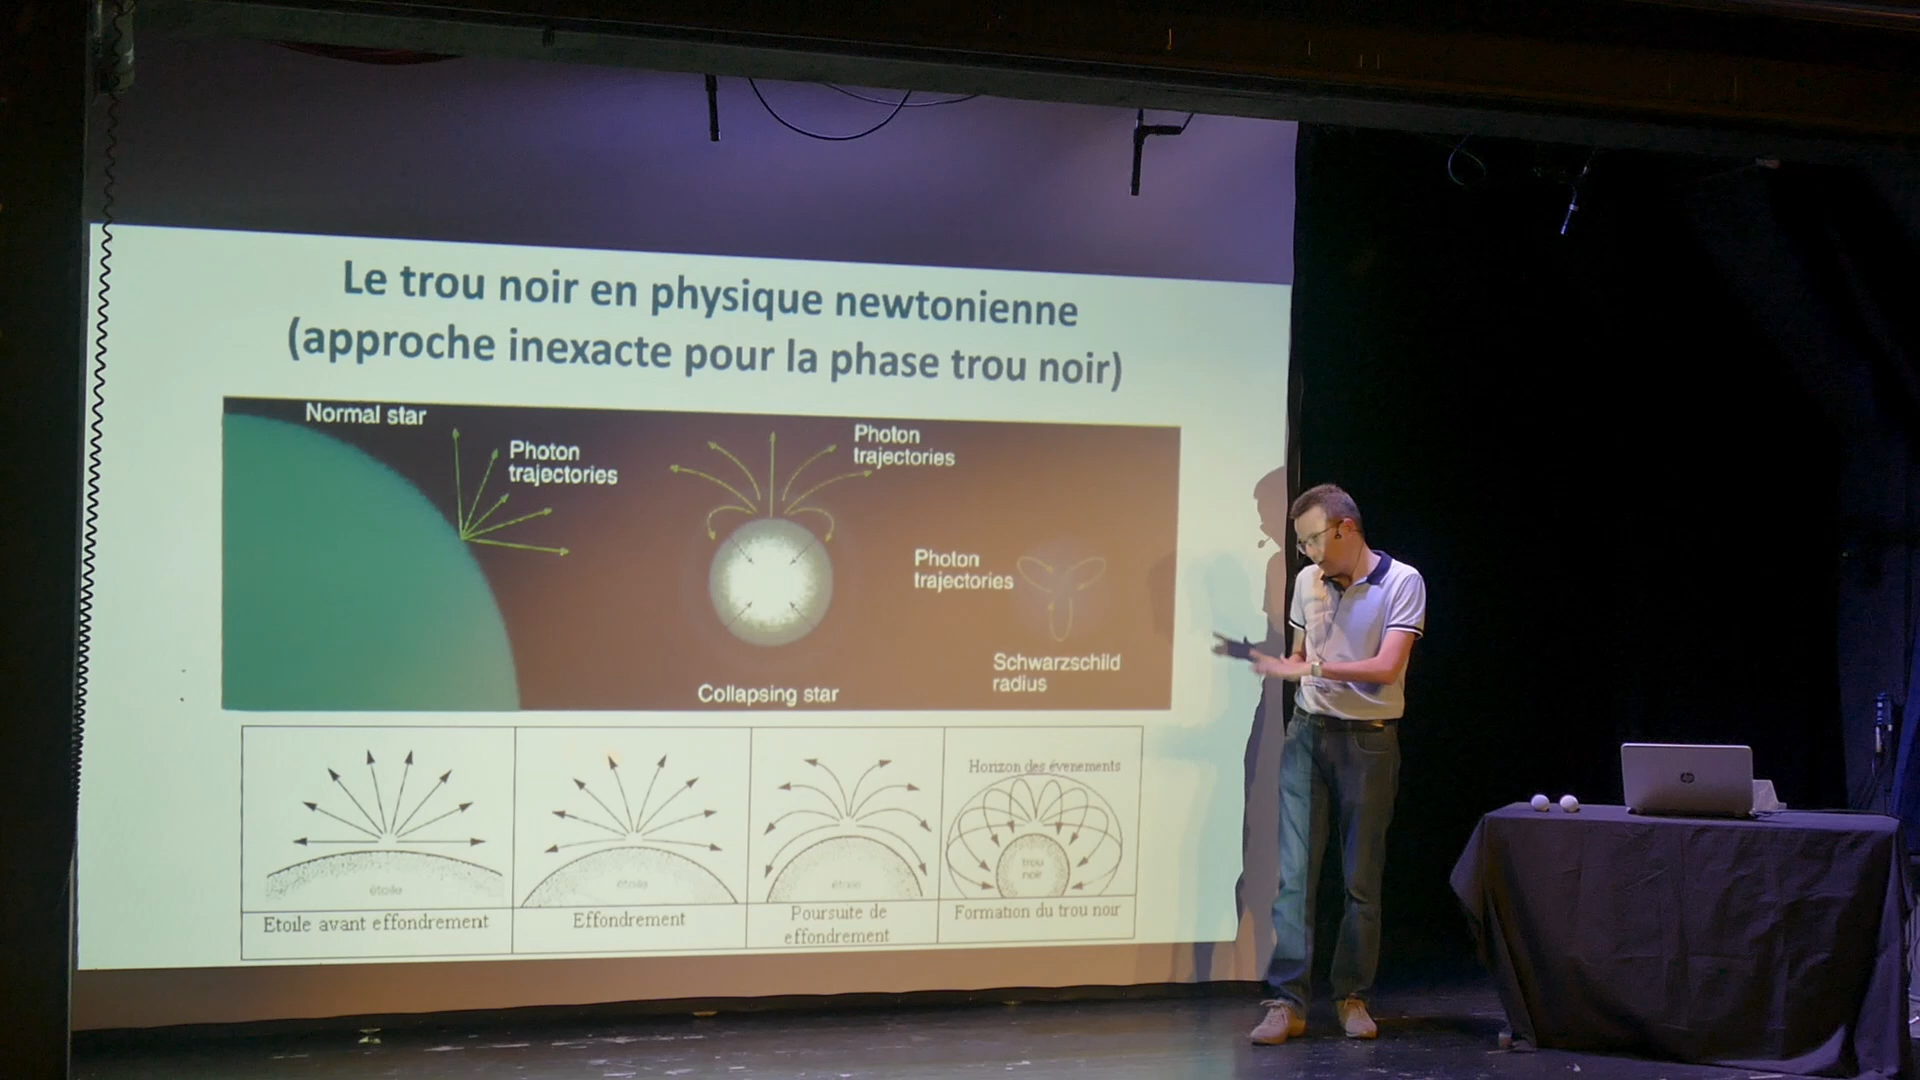 Le trou noir en physique newtonienne
(approche inexacte pour la phase trou noir)
Normal star
Photon
trajectories
Photon
trajectories
Photon
trajectories
Schwarzschild
radius
Collapsing star
Horizon des évenements
étoile
étoile
étoile
trou
noir
Etoile avant effondrement
Effondrement
Poursuite de
effondrement
Formation du trou noir
hp